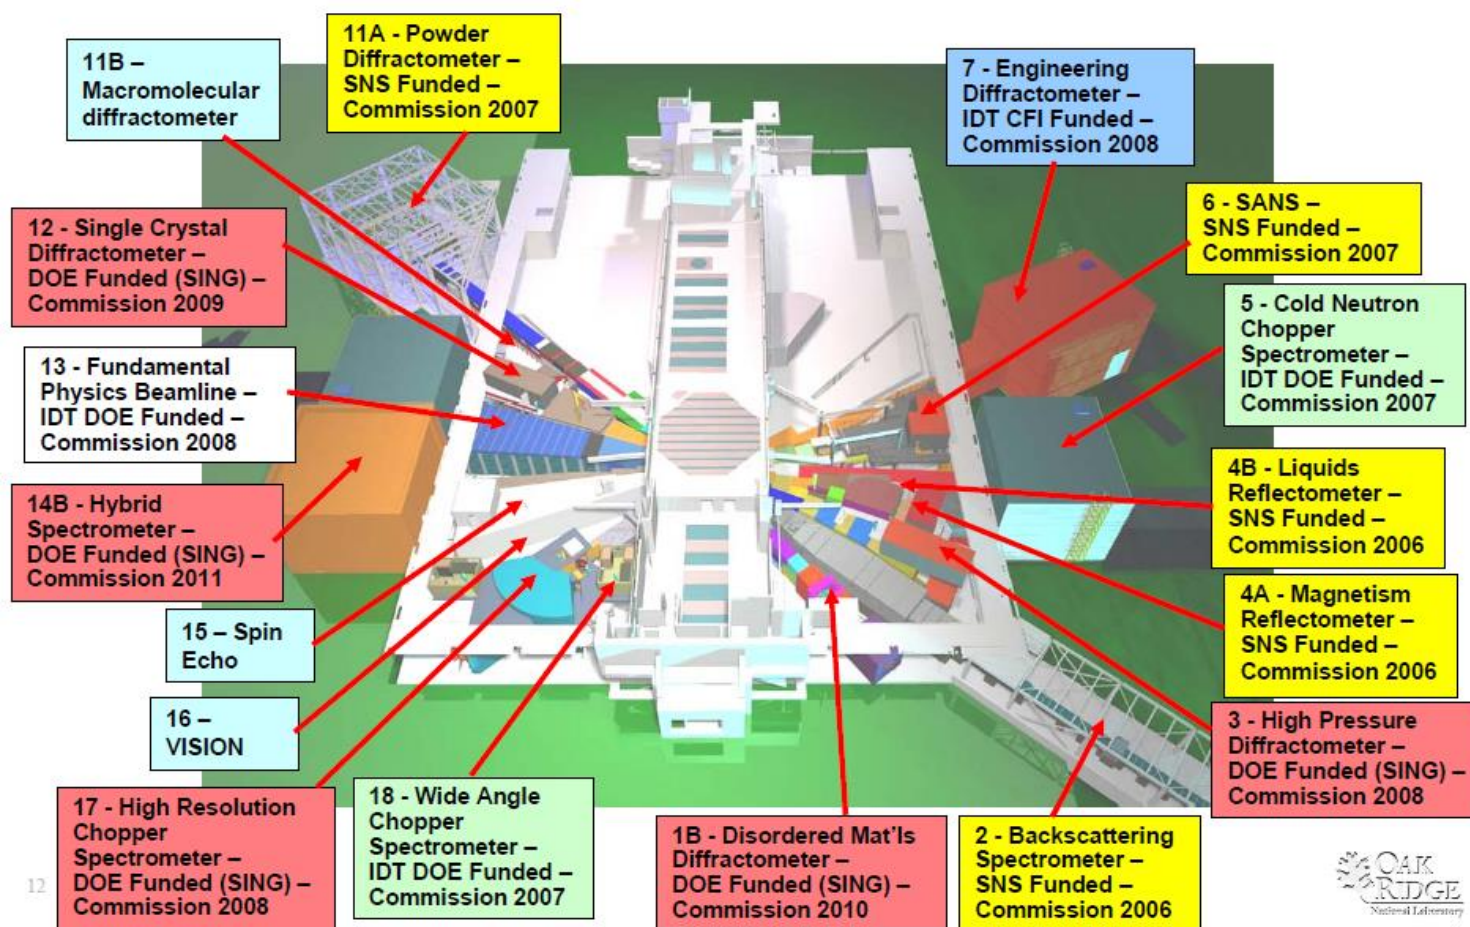 11A - Powder
Diffractometer –
SNS Funded –
Commission 2007
11B –
Macromolecular
diffractometer
7 - Engineering
Diffractometer –
IDT CFI Funded –
Commission 2008
6 - SANS –
SNS Funded –
Commission 2007
12 - Single Crystal
Diffractometer –
DOE Funded (SING) –
Commission 2009
5 - Cold Neutron
Chopper
Spectrometer –
IDT DOE Funded –
Commission 2007
13 - Fundamental
Physics Beamline –
IDT DOE Funded –
Commission 2008
4B - Liquids
Reflectometer –
SNS Funded –
Commission 2006
14B - Hybrid
Spectrometer –
DOE Funded (SING) –
Commission 2011
4A - Magnetism
Reflectometer –
SNS Funded –
Commission 2006
15 – Spin
Echo
16 –
VISION
3 - High Pressure
Diffractometer –
DOE Funded (SING) –
Commission 2008
17 - High Resolution
Chopper
Spectrometer –
DOE Funded (SING) –
Commission 2008
18 - Wide Angle
Chopper
Spectrometer –
IDT DOE Funded –
Commission 2007
1B - Disordered Mat'ls
Diffractometer –
DOE Funded (SING) –
Commission 2010
2 - Backscattering
Spectrometer –
SNS Funded –
Commission 2006
12
OAK
RIDGE
National Laboratory